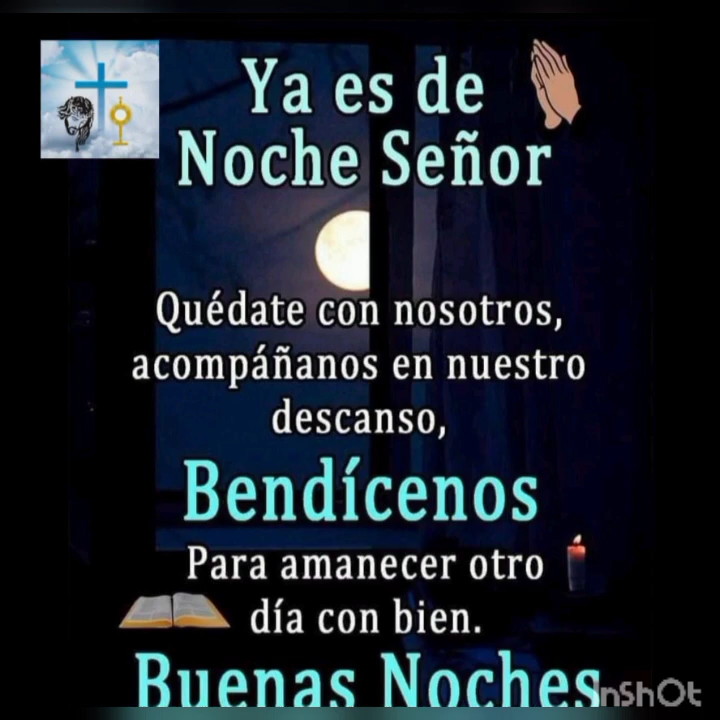 Ya es de
Noche Señor
Quédate con nosotros,
acompáñanos en nuestro
descanso,
Bendícenos
Para amanecer otro
día con bien.
Buenas Noches
InShOt